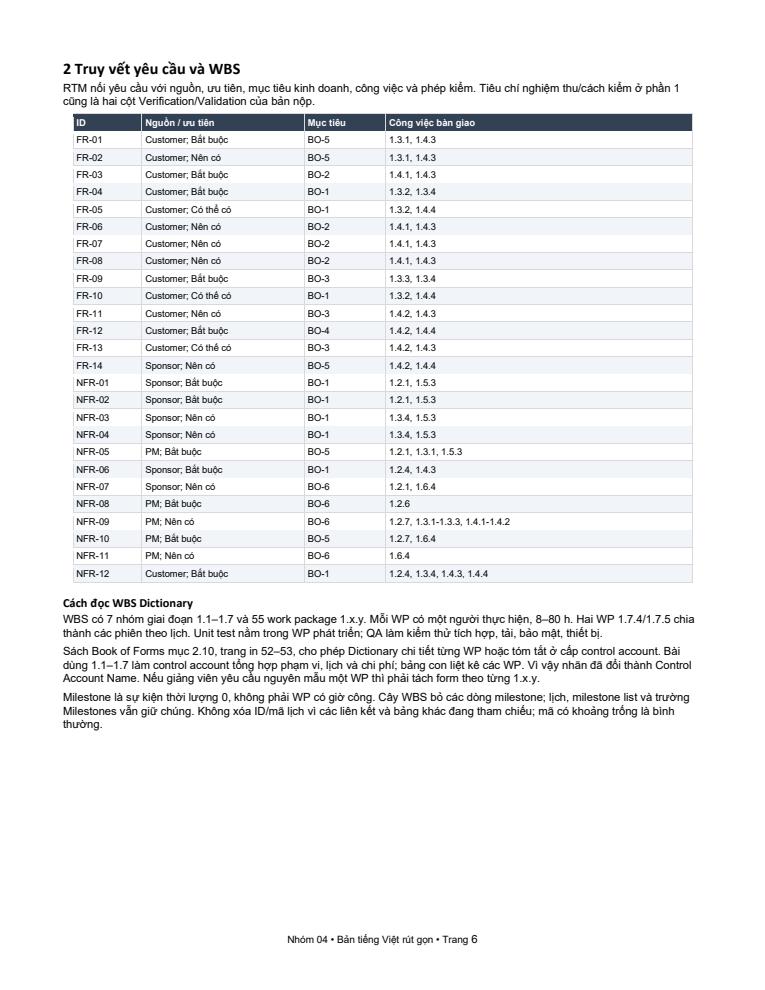 2 Truy vết yêu cầu và WBS
RTM nối yêu cầu với nguồn, ưu tiên, mục tiêu kinh doanh, công việc và phép kiểm. Tiêu chí nghiệm thu/cách kiểm ở phần 1
cũng là hai cột Verification/Validation của bản nộp.
ID Nguồn / ưu tiên Mục tiêu Công việc bàn giao
FR-01 Customer; Bắt buộc BO-5 1.3.1, 1.4.3
FR-02 Customer; Nên có BO-5 1.3.1, 1.4.3
FR-03 Customer; Bắt buộc BO-2 1.4.1, 1.4.3
FR-04 Customer; Bắt buộc BO-1 1.3.2, 1.3.4
FR-05 Customer; Có thể có BO-1 1.3.2, 1.4.4
FR-06 Customer; Nên có BO-2 1.4.1, 1.4.3
FR-07 Customer; Nên có BO-2 1.4.1, 1.4.3
FR-08 Customer; Nên có BO-2 1.4.1, 1.4.3
FR-09 Customer; Bắt buộc BO-3 1.3.3, 1.3.4
FR-10 Customer; Có thể có BO-1 1.3.2, 1.4.4
FR-11 Customer; Nên có BO-3 1.4.2, 1.4.3
FR-12 Customer; Bắt buộc BO-4 1.4.2, 1.4.4
FR-13 Customer; Có thể có BO-3 1.4.2, 1.4.3
FR-14 Sponsor; Nên có BO-5 1.4.2, 1.4.4
NFR-01 Sponsor; Bắt buộc BO-1 1.2.1, 1.5.3
NFR-02 Sponsor; Bắt buộc BO-1 1.2.1, 1.5.3
NFR-03 Sponsor; Nên có BO-1 1.3.4, 1.5.3
NFR-04 Sponsor; Nên có BO-1 1.3.4, 1.5.3
NFR-05 PM; Bắt buộc BO-5 1.2.1, 1.3.1, 1.5.3
NFR-06 Sponsor; Bắt buộc BO-1 1.2.4, 1.4.3
NFR-07 Sponsor; Nên có BO-6 1.2.1, 1.6.4
NFR-08 PM; Bắt buộc BO-6 1.2.6
NFR-09 PM; Nên có BO-6 1.2.7, 1.3.1-1.3.3, 1.4.1-1.4.2
NFR-10 PM; Bắt buộc BO-5 1.2.7, 1.6.4
NFR-11 PM; Nên có BO-6 1.6.4
NFR-12 Customer; Bắt buộc BO-1 1.2.4, 1.3.4, 1.4.3, 1.4.4
Cách đọc WBS Dictionary
WBS có 7 nhóm giai đoạn 1.1–1.7 và 55 work package 1.x.y. Mỗi WP có một người thực hiện, 8–80 h. Hai WP 1.7.4/1.7.5 chia
thành các phiên theo lịch. Unit test nằm trong WP phát triển; QA làm kiểm thử tích hợp, tải, bảo mật, thiết bị.
Sách Book of Forms mục 2.10, trang in 52–53, cho phép Dictionary chi tiết từng WP hoặc tóm tắt ở cấp control account. Bài
dùng 1.1–1.7 làm control account tổng hợp phạm vi, lịch và chi phí; bảng con liệt kê các WP. Vì vậy nhãn đã đổi thành Control
Account Name. Nếu giảng viên yêu cầu nguyên mẫu một WP thì phải tách form theo từng 1.x.y.
Milestone là sự kiện thời lượng 0, không phải WP có giờ công. Cây WBS bỏ các dòng milestone; lịch, milestone list và trường
Milestones vẫn giữ chúng. Không xóa ID/mã lịch vì các liên kết và bảng khác đang tham chiếu; mã có khoảng trống là bình
thường.
Nhóm 04 • Bản tiếng Việt rút gọn • Trang 6